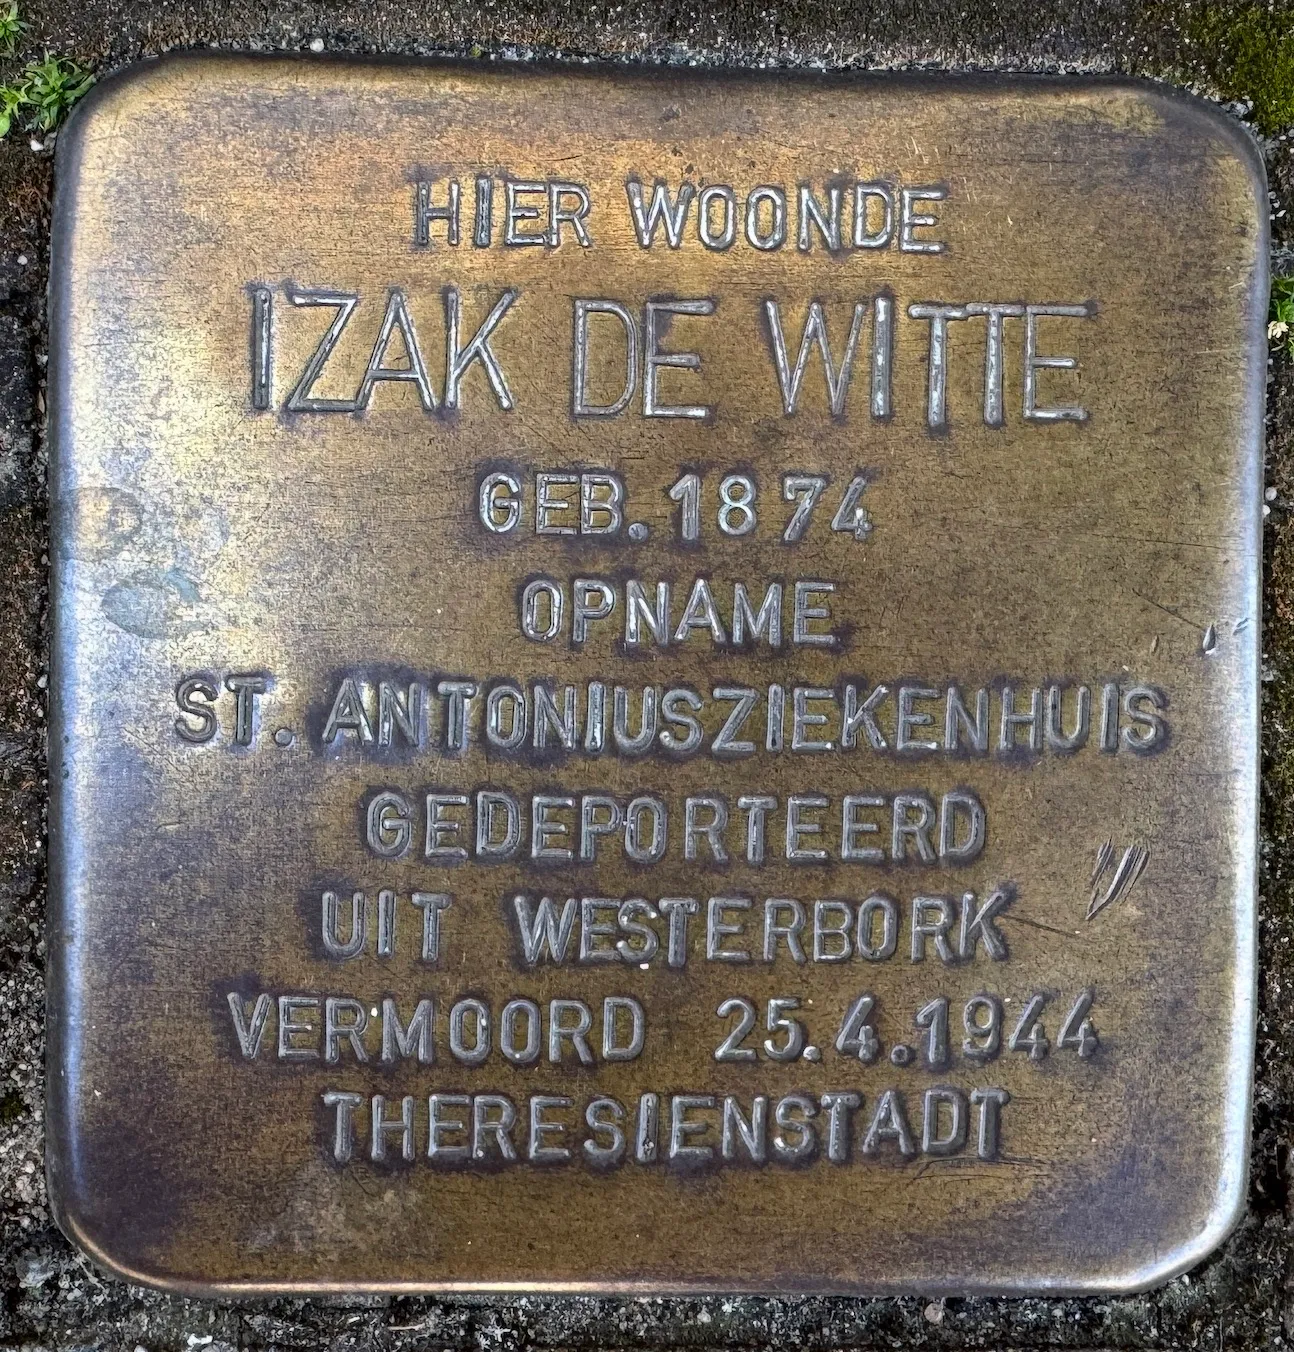 HIER WOONDE
IZAK DE WITTE
GEB. 1874
OPNAME
ST. ANTONIUSZIEKENHUIS
GEDEPORTEERD
UIT WESTERBORK
VERMOORD 25.4.1944
THERESIENSTADT